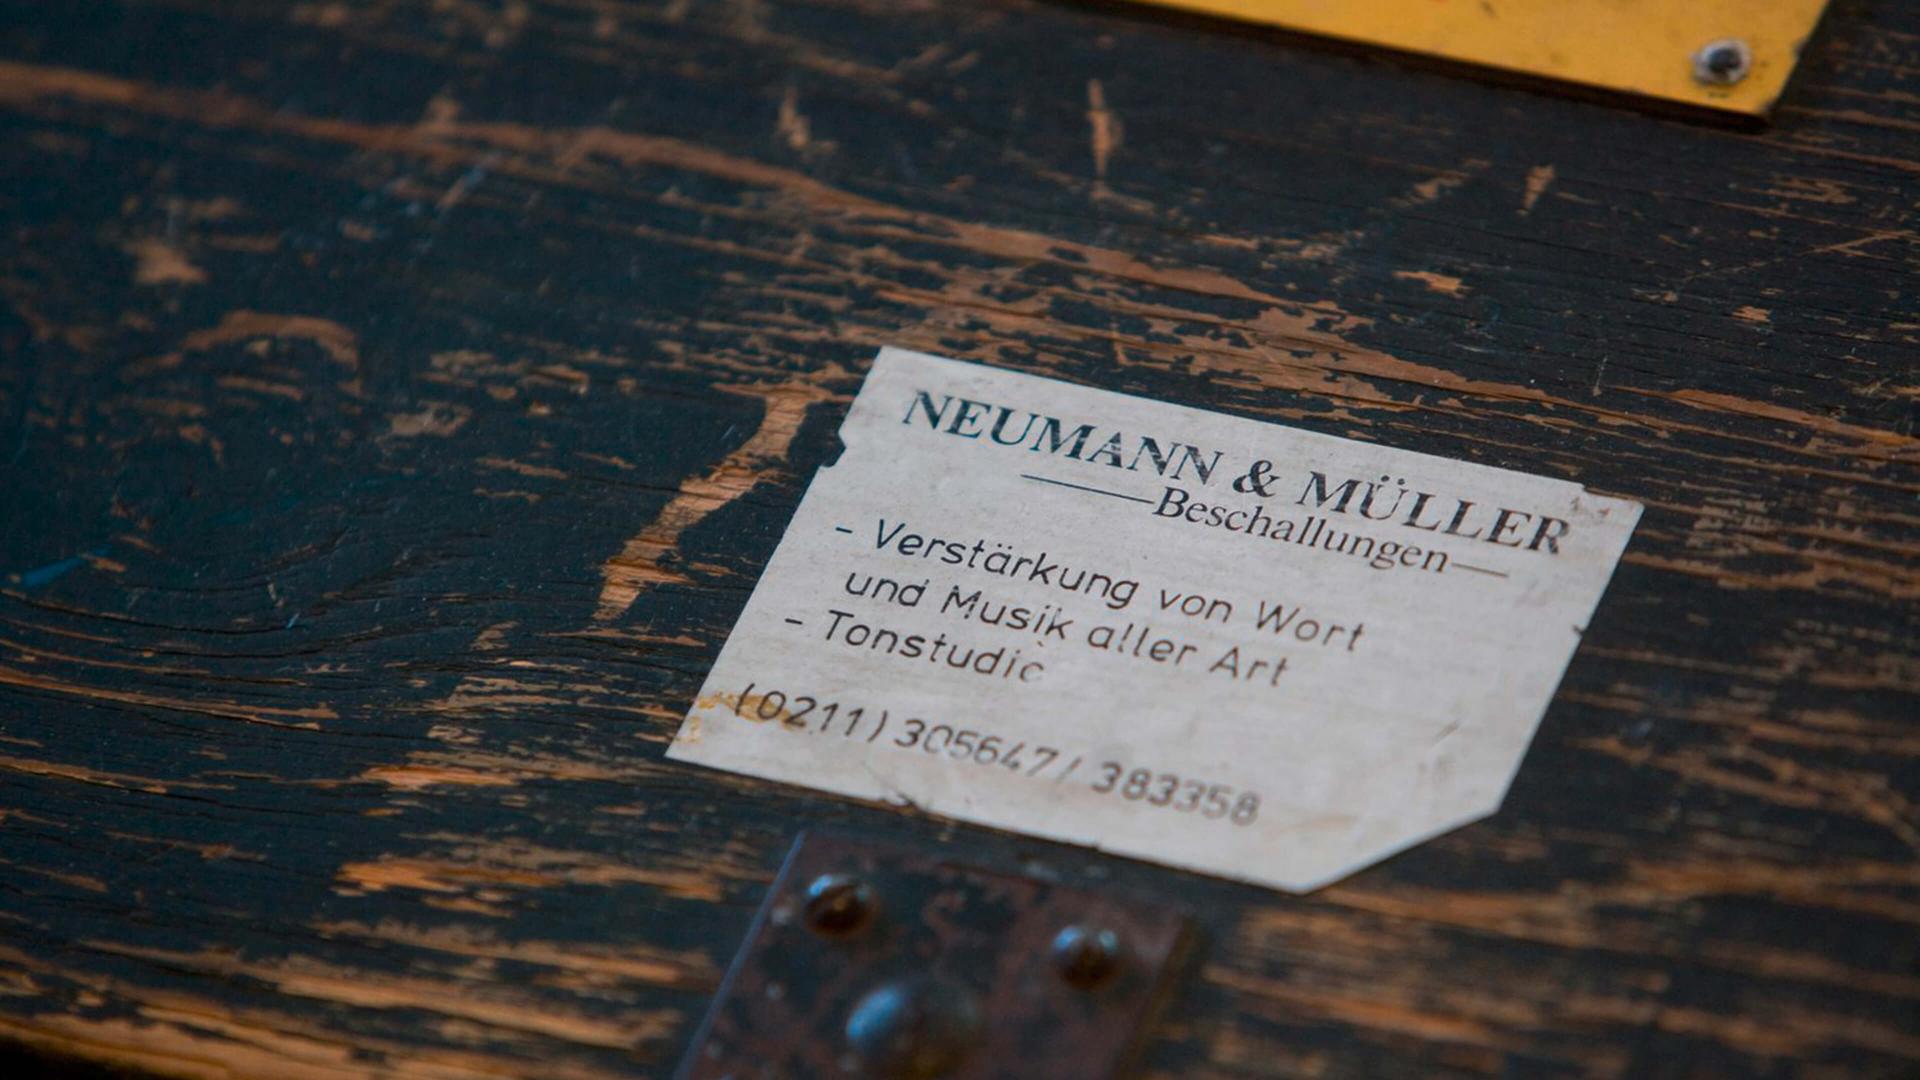 NEUMANN & MÜLLER
Beschallungen
- Verstärkung von Wort
und Musik aller Art
- Tonstudio
(0211) 305647 / 383358